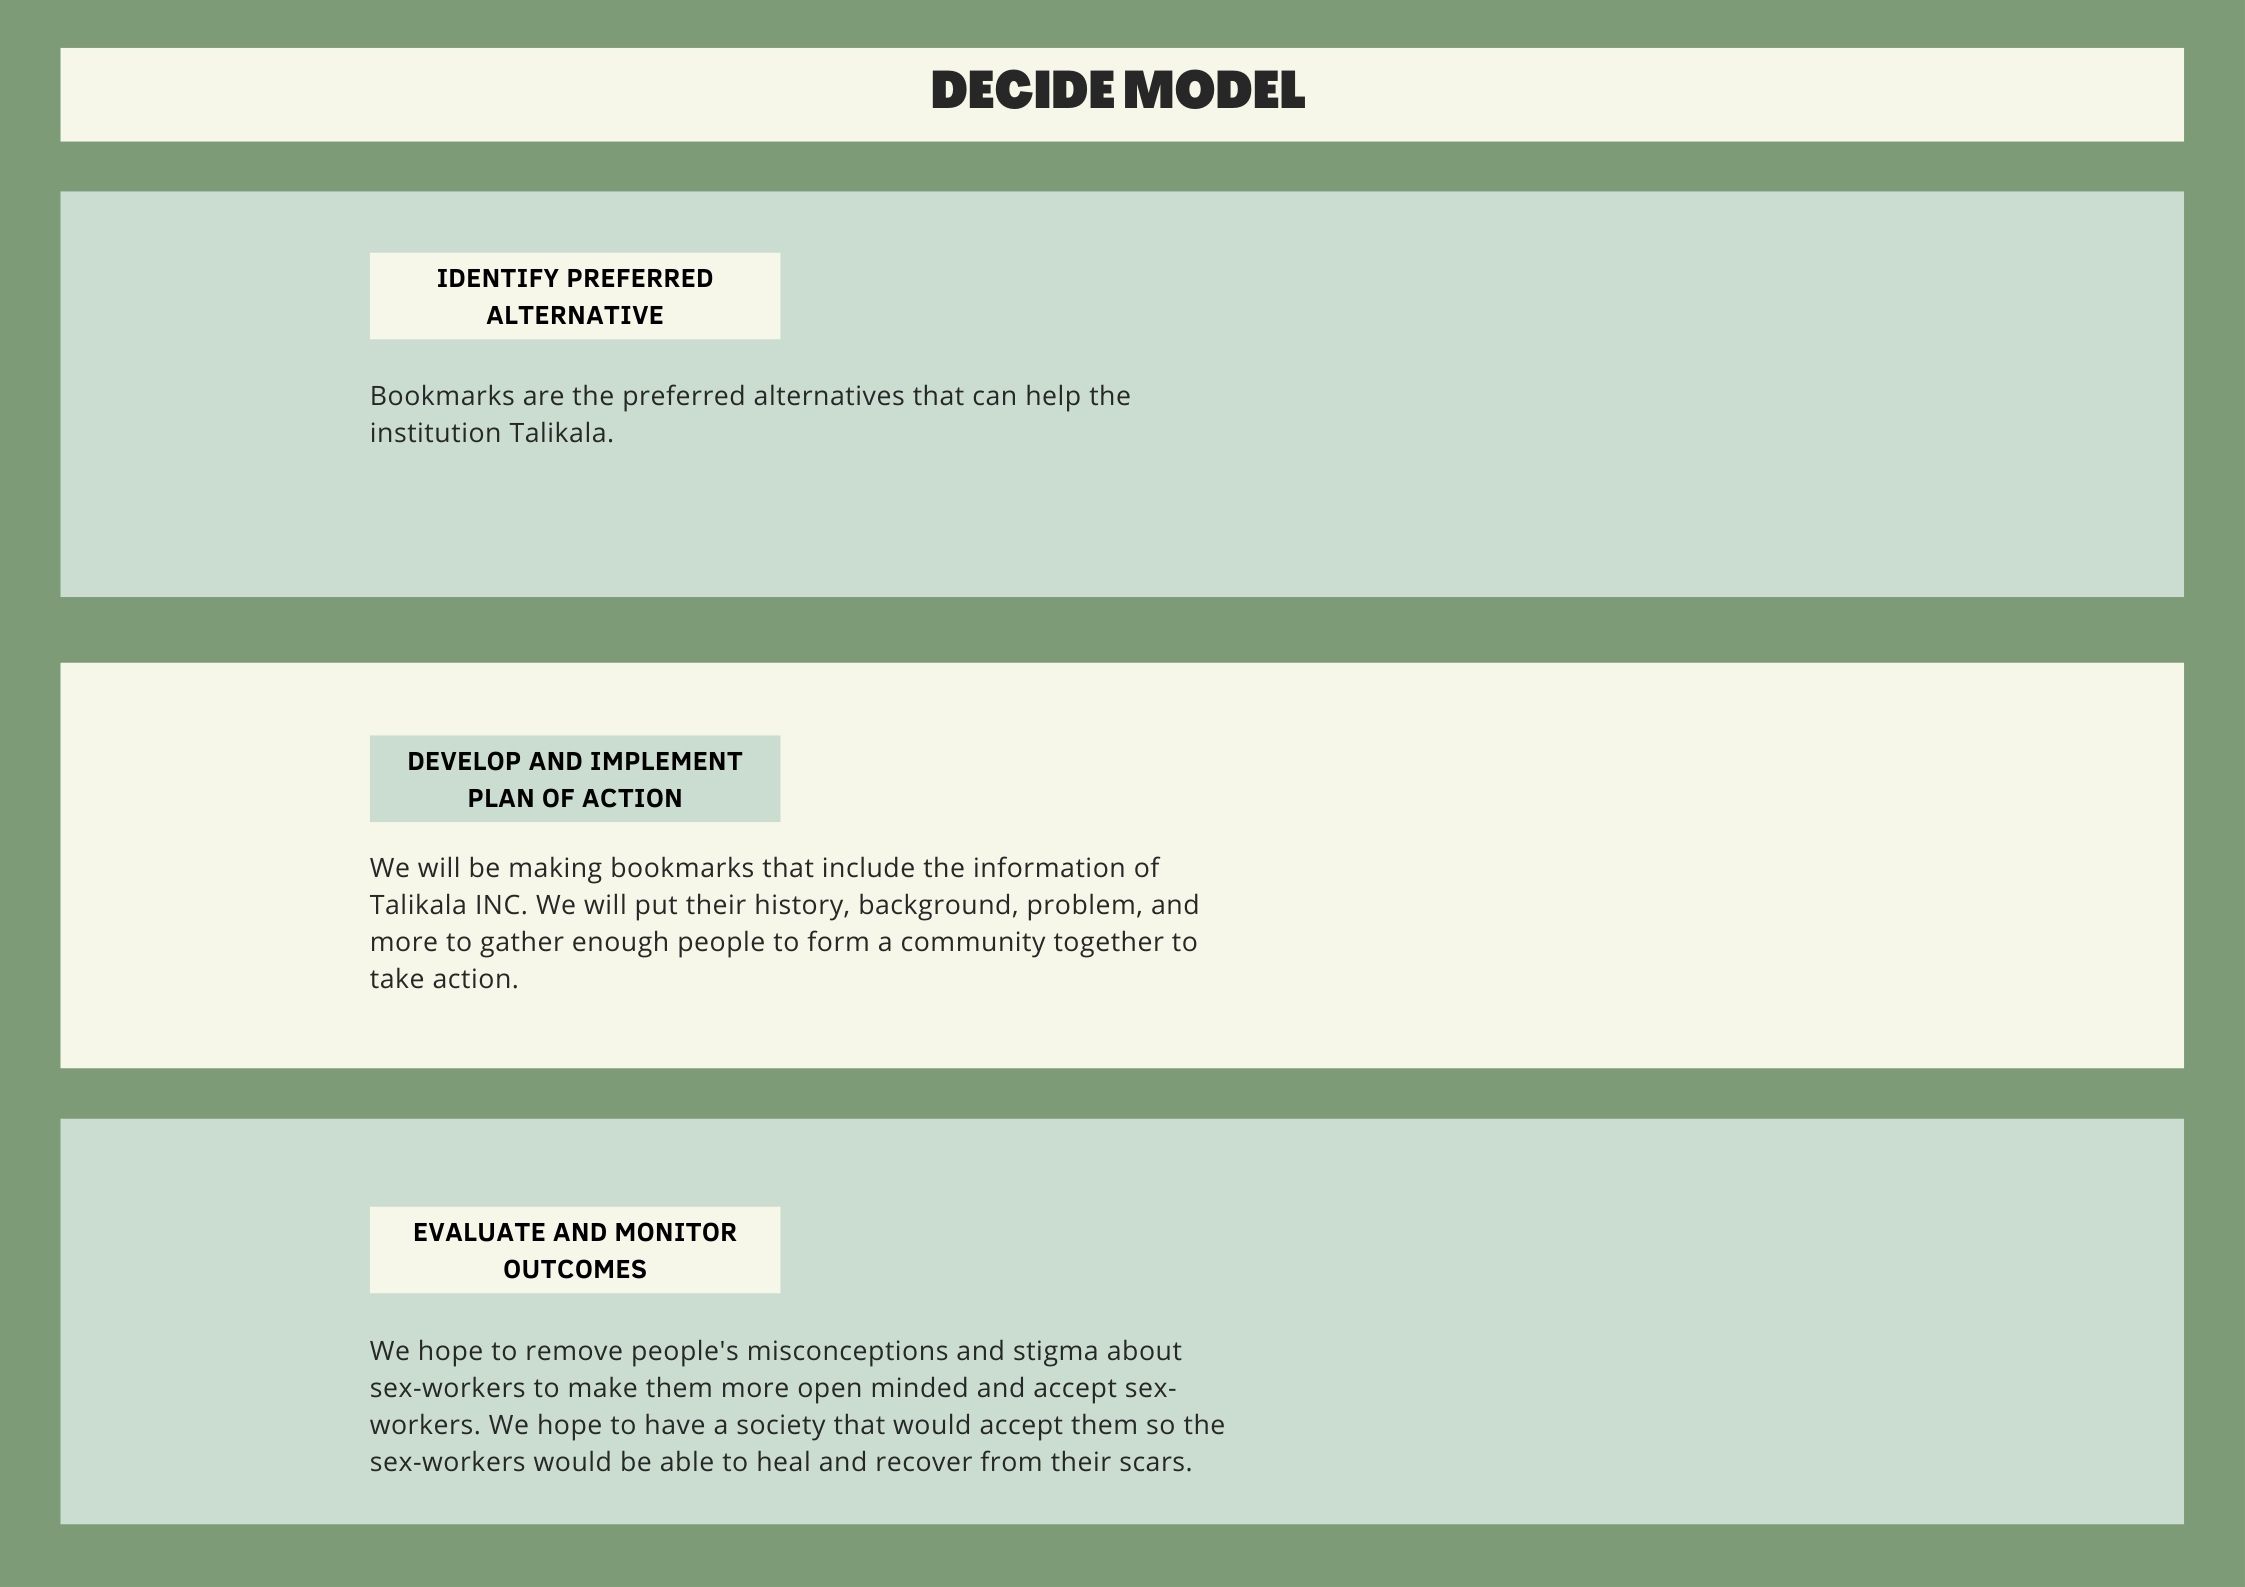 DECIDE MODEL
IDENTIFY PREFERRED
ALTERNATIVE
Bookmarks are the preferred alternatives that can help the
institution Talikala.
DEVELOP AND IMPLEMENT
PLAN OF ACTION
We will be making bookmarks that include the information of
Talikala INC. We will put their history, background, problem, and
more to gather enough people to form a community together to
take action.
EVALUATE AND MONITOR
OUTCOMES
We hope to remove people's misconceptions and stigma about
sex-workers to make them more open minded and accept sex-
workers. We hope to have a society that would accept them so the
sex-workers would be able to heal and recover from their scars.